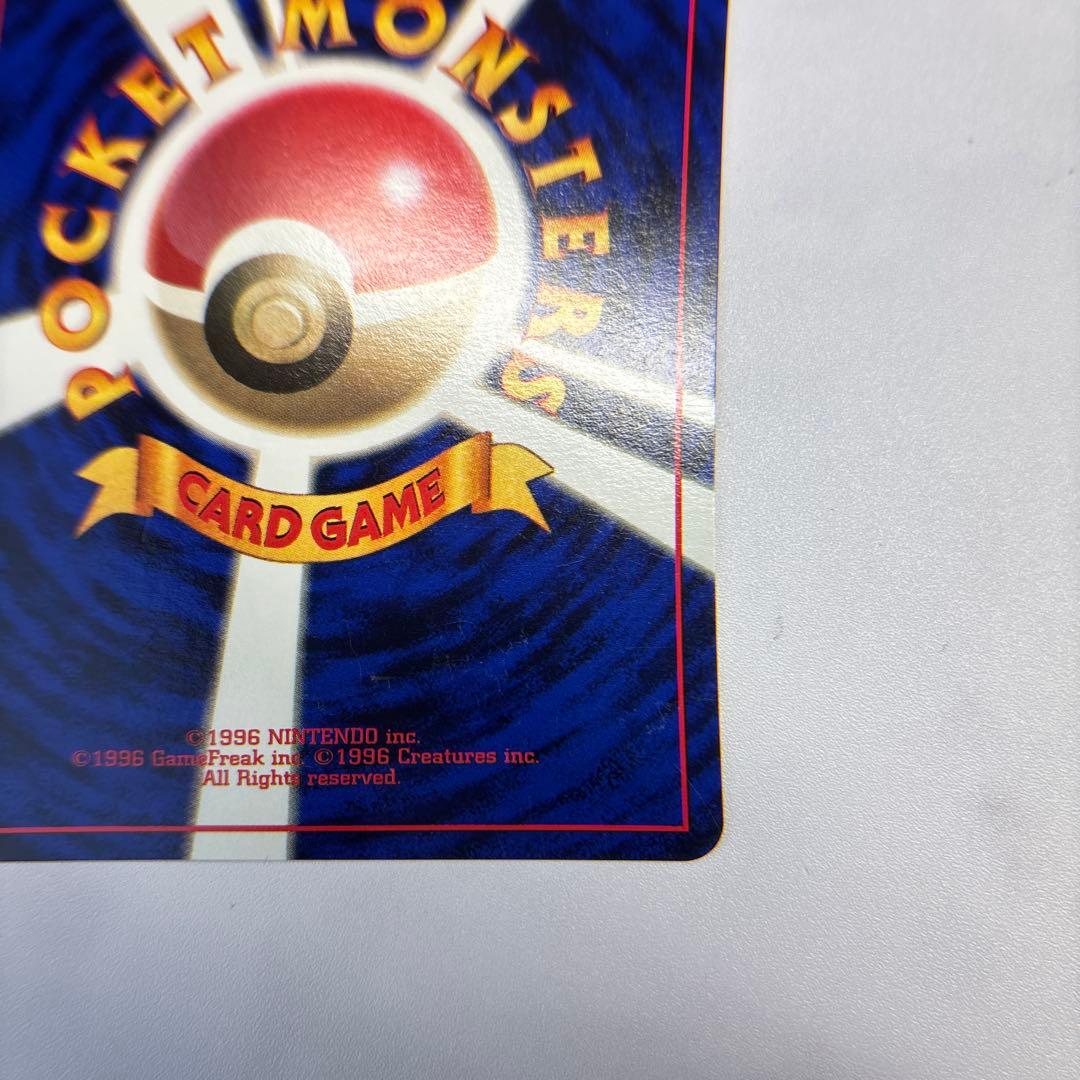 POCKET MONSTERS
CARD GAME
©1996 NINTENDO inc.
©1996 GameFreak inc. ©1996 Creatures inc.
All Rights reserved.